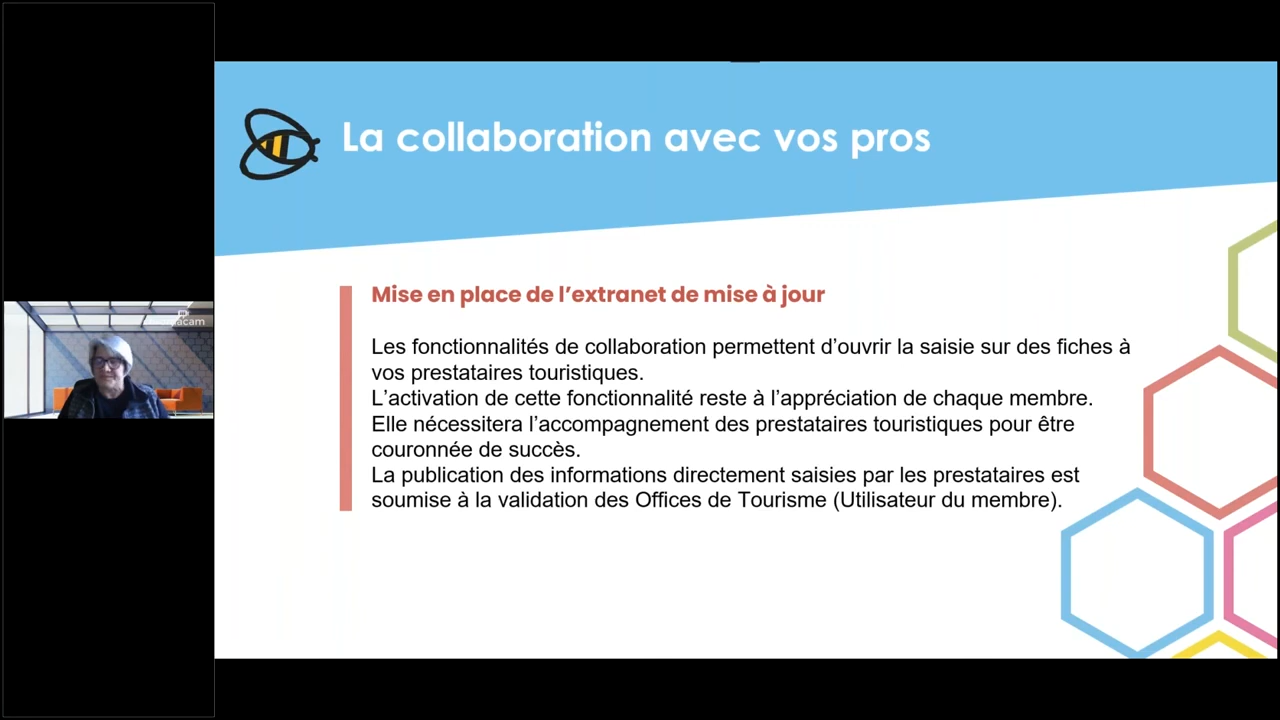 La collaboration avec vos pros
Mise en place de l’extranet de mise à jour
Les fonctionnalités de collaboration permettent d’ouvrir la saisie sur des fiches à
vos prestataires touristiques.
L’activation de cette fonctionnalité reste à l’appréciation de chaque membre.
Elle nécessitera l’accompagnement des prestataires touristiques pour être
couronnée de succès.
La publication des informations directement saisies par les prestataires est
soumise à la validation des Offices de Tourisme (Utilisateur du membre).